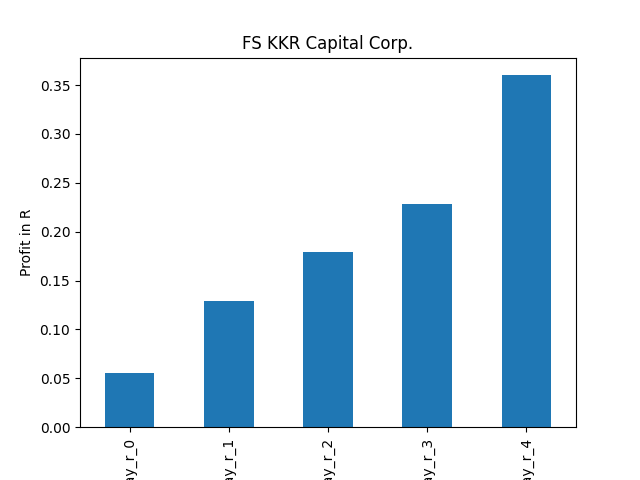 FS KKR Capital Corp.
Profit in R
0.35
0.30
0.25
0.20
0.15
0.10
0.05
0.00
ay_r_0
ay_r_1
ay_r_2
ay_r_3
ay_r_4